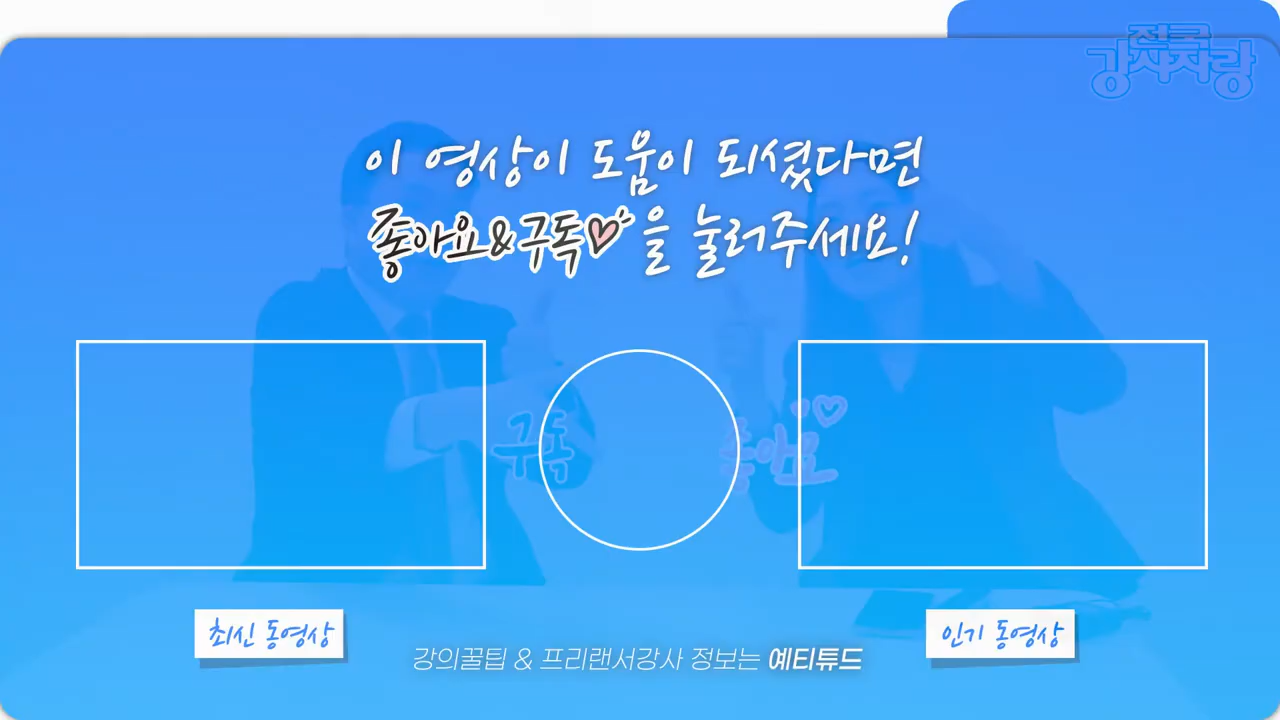 전국
강사자랑
이 영상이 도움이 되셨다면
좋아요&구독♡을 눌러주세요!
구독
좋아요
최신 동영상
인기 동영상
강의꿀팁 & 프리랜서강사 정보는 예티튜드